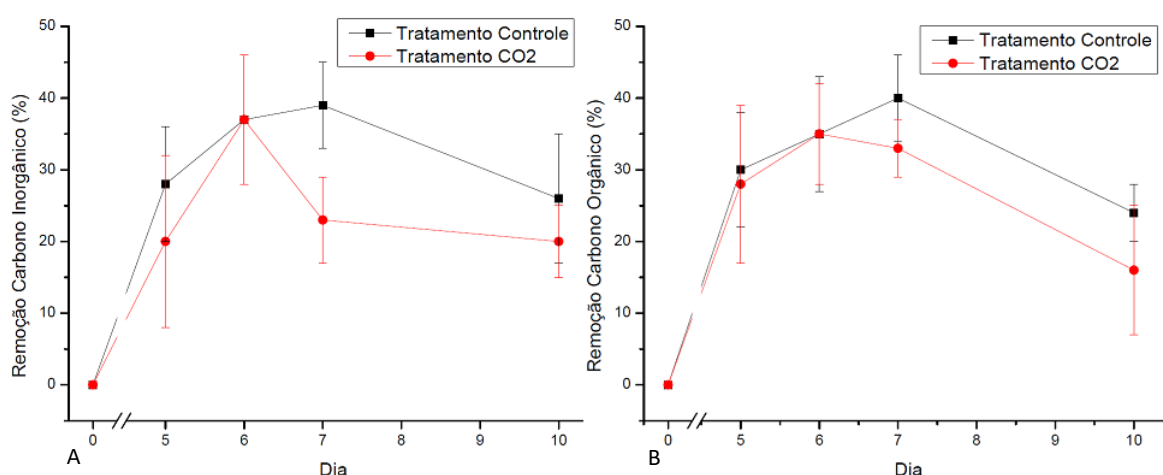 50
40
30
20
10
0
Remoção Carbono Inorgânico (%)
Tratamento Controle
Tratamento CO2
0
5
6
7
8
9
10
A
Dia
50
40
30
20
10
0
Remoção Carbono Orgânico (%)
Tratamento Controle
Tratamento CO2
0
5
6
7
8
9
10
B
Dia